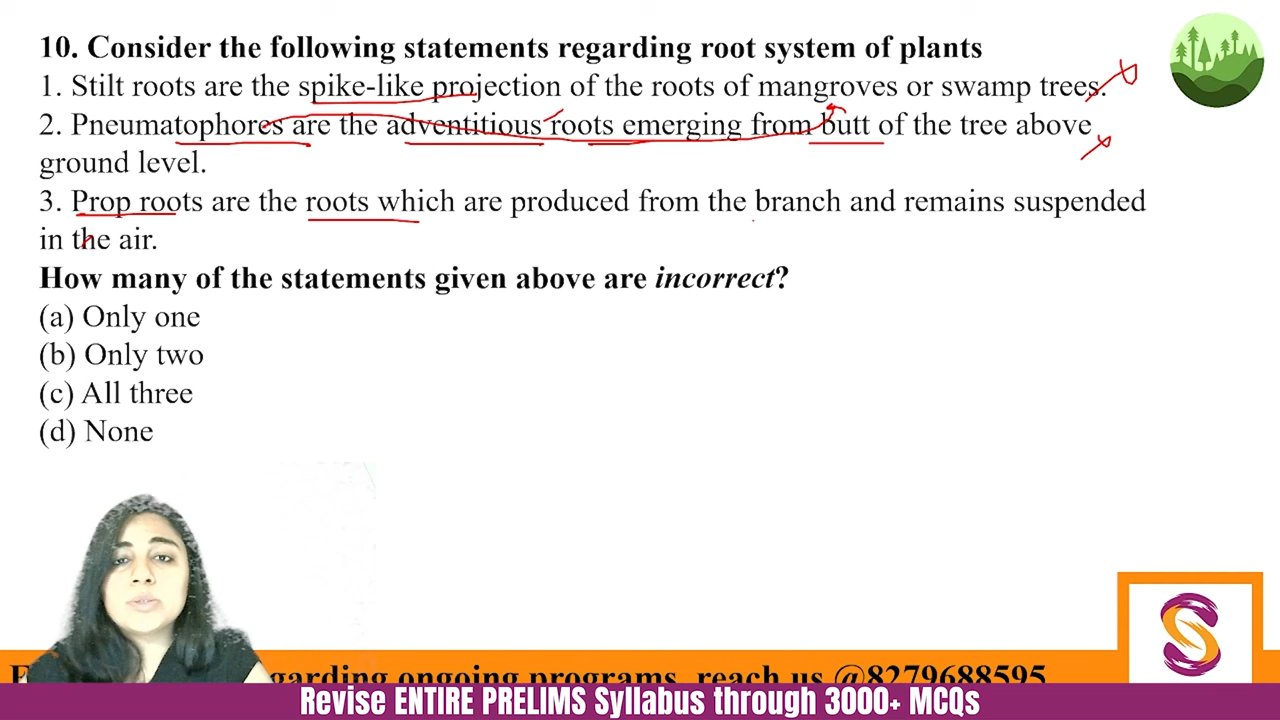 10. Consider the following statements regarding root system of plants
1. Stilt roots are the spike-like projection of the roots of mangroves or swamp trees.
2. Pneumatophores are the adventitious roots emerging from butt of the tree above
ground level.
3. Prop roots are the roots which are produced from the branch and remains suspended
in the air.
How many of the statements given above are incorrect?
(a) Only one
(b) Only two
(c) All three
(d) None
regarding ongoing programs, reach us @8279688595
Revise ENTIRE PRELIMS Syllabus through 3000+ MCQs